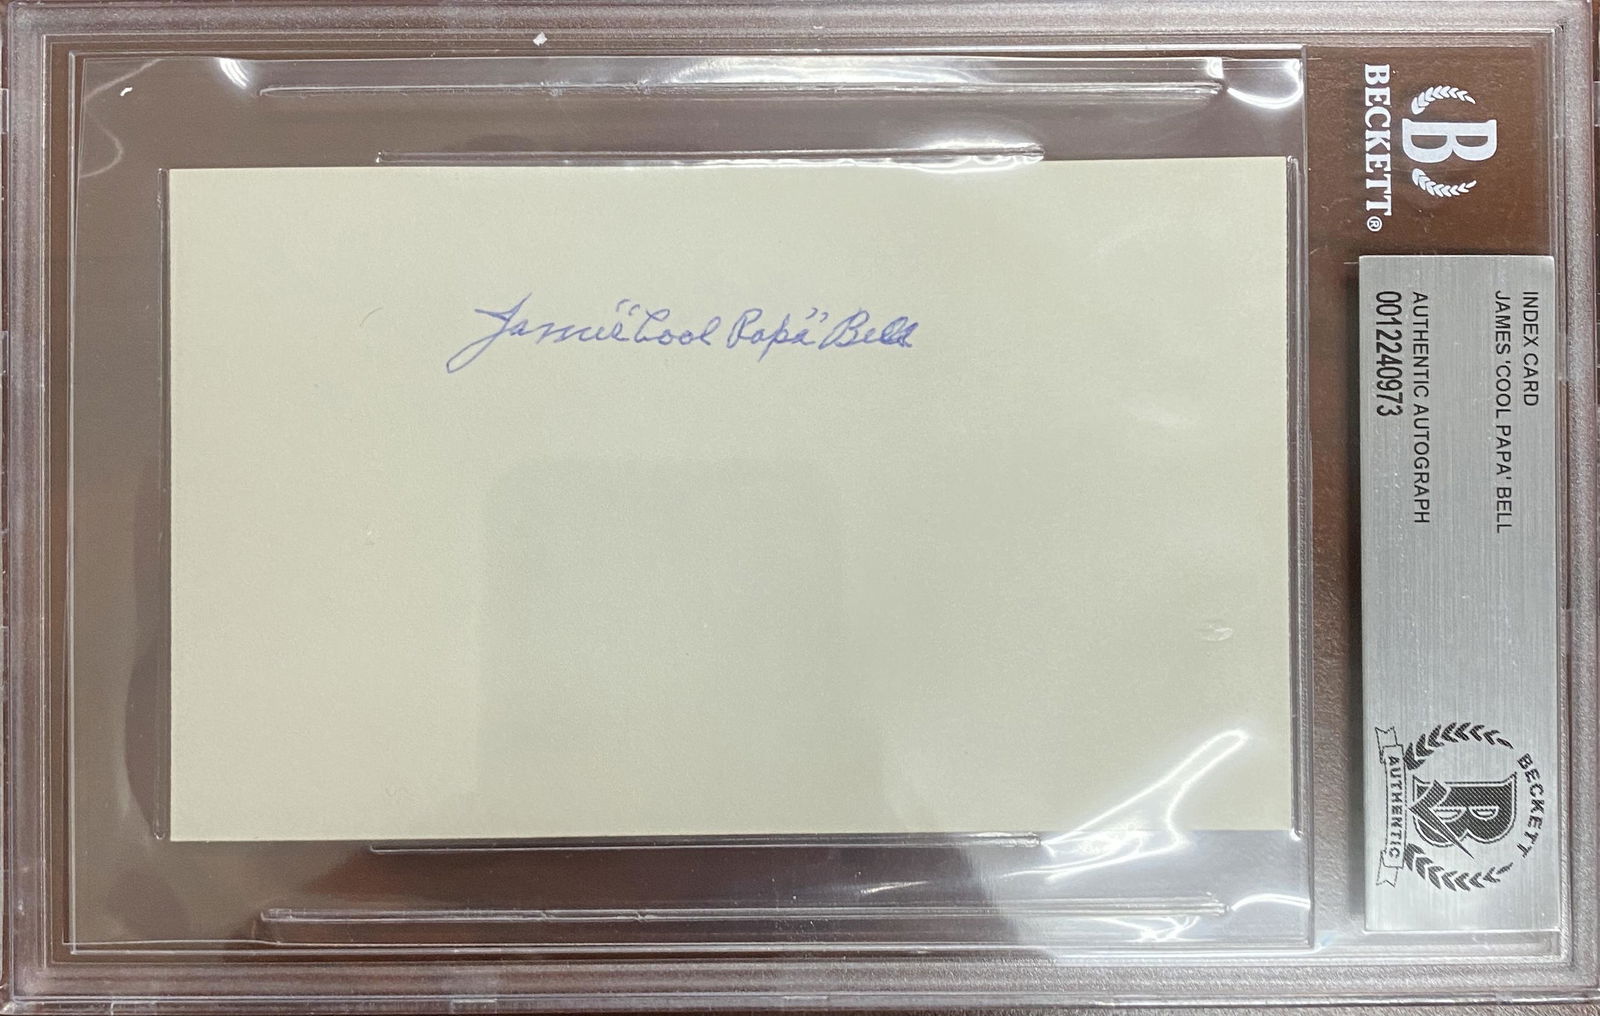 James "Cool Papa" Bell
B
BECKETT®
INDEX CARD
JAMES 'COOL PAPA' BELL
AUTHENTIC AUTOGRAPH
0012240973
BECKETT
B
AUTHENTIC